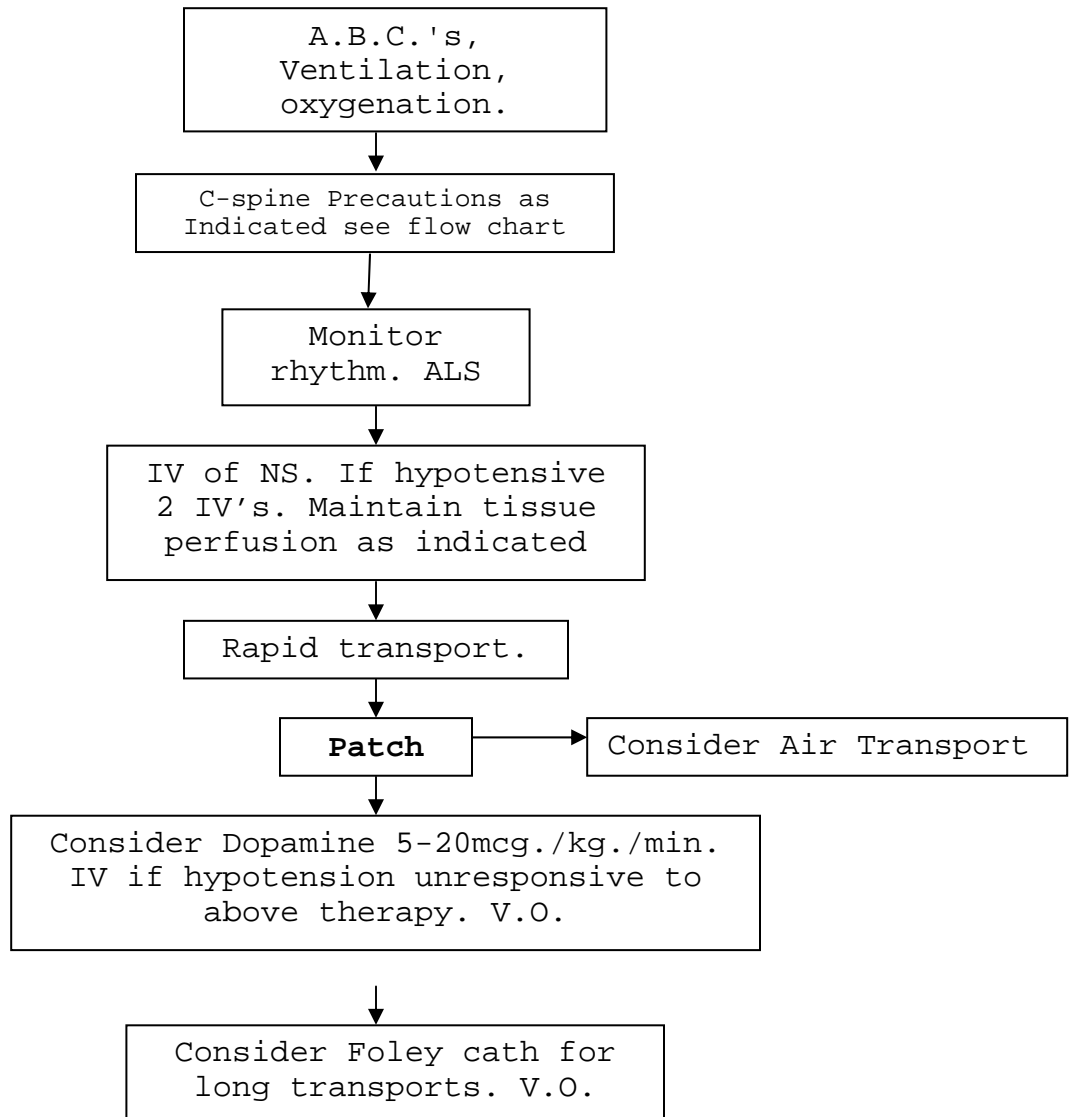 A.B.C.'s,
Ventilation,
oxygenation.
C-spine Precautions as
Indicated see flow chart
Monitor
rhythm. ALS
IV of NS. If hypotensive
2 IV’s. Maintain tissue
perfusion as indicated
Rapid transport.
Patch
Consider Air Transport
Consider Dopamine 5-20mcg./kg./min.
IV if hypotension unresponsive to
above therapy. V.O.
Consider Foley cath for
long transports. V.O.